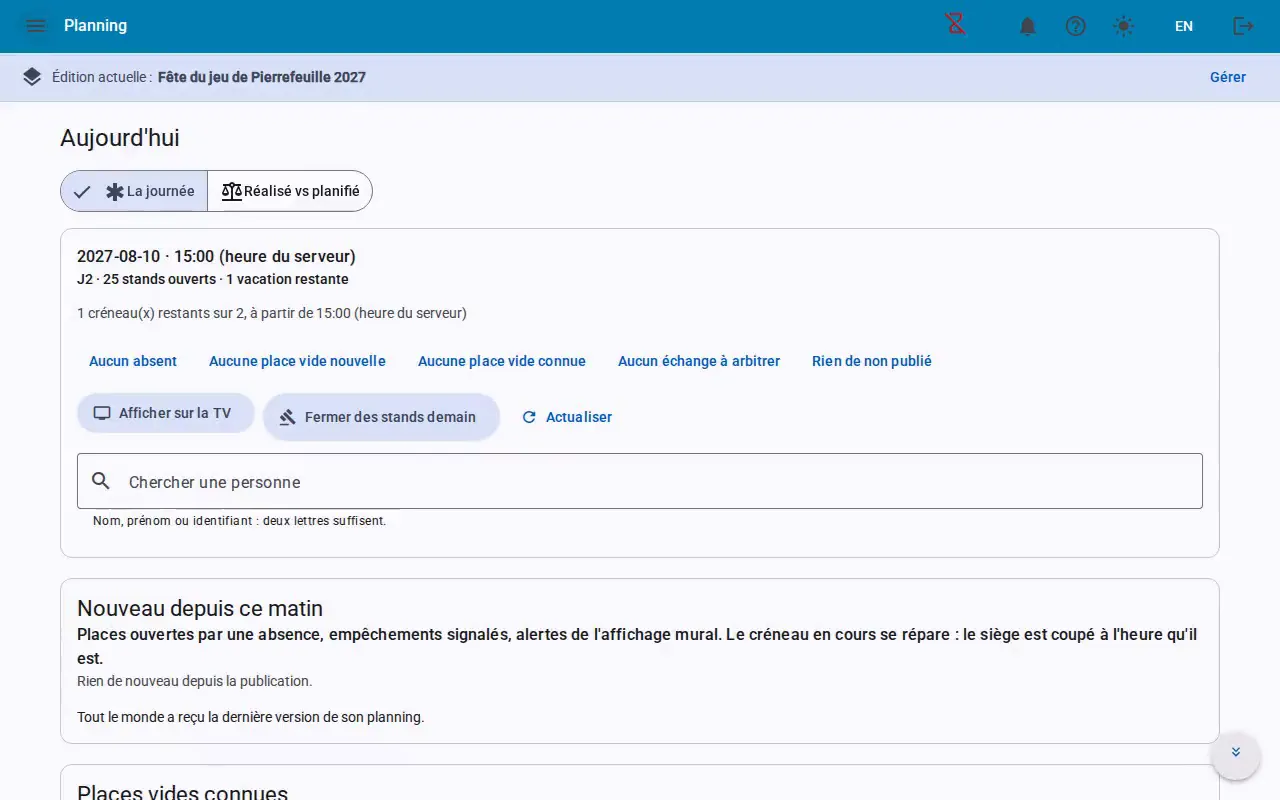 Planning
EN
Édition actuelle : Fête du jeu de Pierrefeuille 2027
Gérer
Aujourd'hui
La journée
Réalisé vs planifié
2027-08-10 · 15:00 (heure du serveur)
J2 · 25 stands ouverts · 1 vacation restante
1 créneau(x) restants sur 2, à partir de 15:00 (heure du serveur)
Aucun absent
Aucune place vide nouvelle
Aucune place vide connue
Aucun échange à arbitrer
Rien de non publié
Afficher sur la TV
Fermer des stands demain
Actualiser
Chercher une personne
Nom, prénom ou identifiant : deux lettres suffisent.
Nouveau depuis ce matin
Places ouvertes par une absence, empêchements signalés, alertes de l'affichage mural. Le créneau en cours se répare : le siège est coupé à l'heure qu'il
est.
Rien de nouveau depuis la publication.
Tout le monde a reçu la dernière version de son planning.
Places vides connues